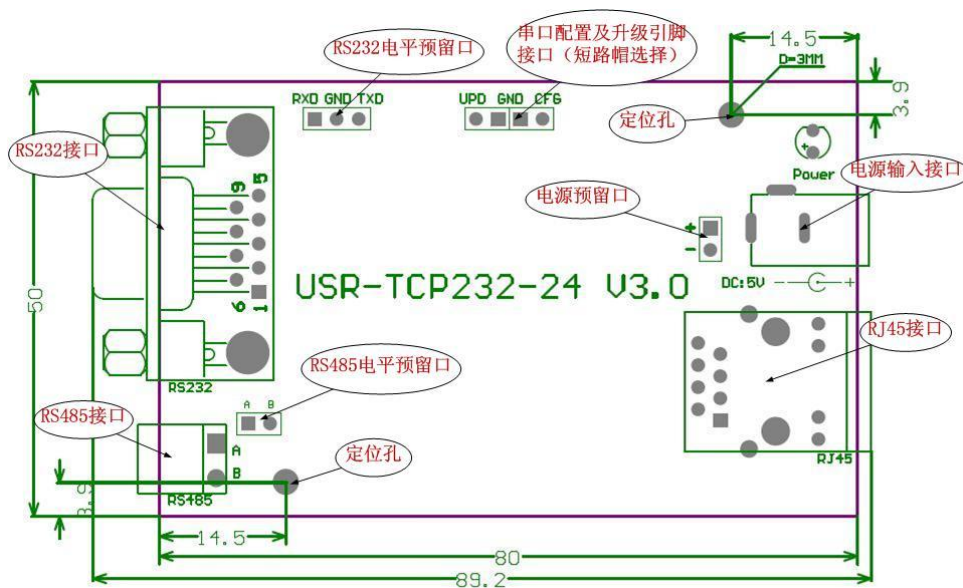 RS232电平预留口
串口配置及升级引脚
接口（短路帽选择）
14.5
D=3MM
3.9
RXD GND TXD
UPD GND CFG
定位孔
RS232接口
Power
电源输入接口
9 5
电源预留口
+
-
USR-TCP232-24 V3.0
DC:5V
+
50
6 1
RJ45接口
RS232
RS485电平预留口
A B
RS485接口
A
B
定位孔
RJ45
RS485
3.9
14.5
80
89.2